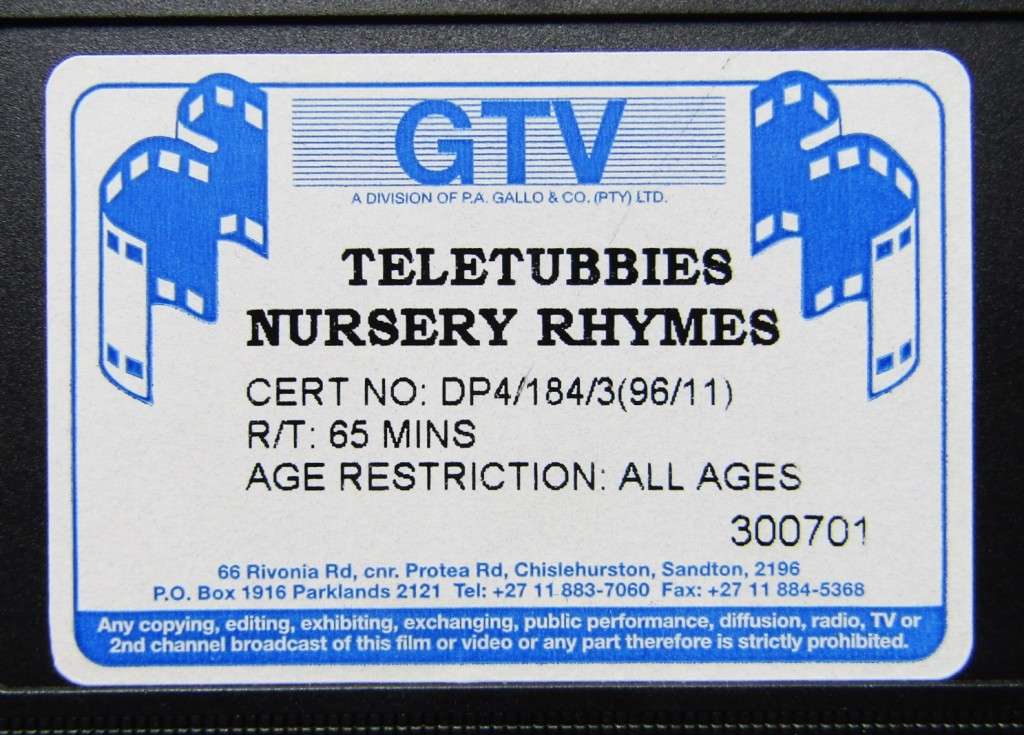 GTV
A DIVISION OF P.A. GALLO & CO. (PTY) LTD.
TELETUBBIES
NURSERY RHYMES
CERT NO: DP4/184/3(96/11)
R/T: 65 MINS
AGE RESTRICTION: ALL AGES
300701
66 Rivonia Rd, cnr. Protea Rd, Chislehurston, Sandton, 2196
P.O. Box 1916 Parklands 2121 Tel: +27 11 883-7060 Fax: +27 11 884-5368
Any copying, editing, exhibiting, exchanging, public performance, diffusion, radio, TV or
2nd channel broadcast of this film or video or any part therefore is strictly prohibited.